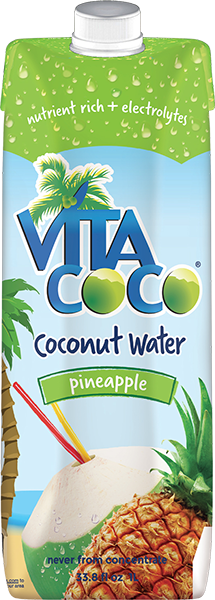 nutrient rich + electrolytes
VITA
COCO®
Coconut Water
pineapple
never from concentrate
33.8 fl oz 1L